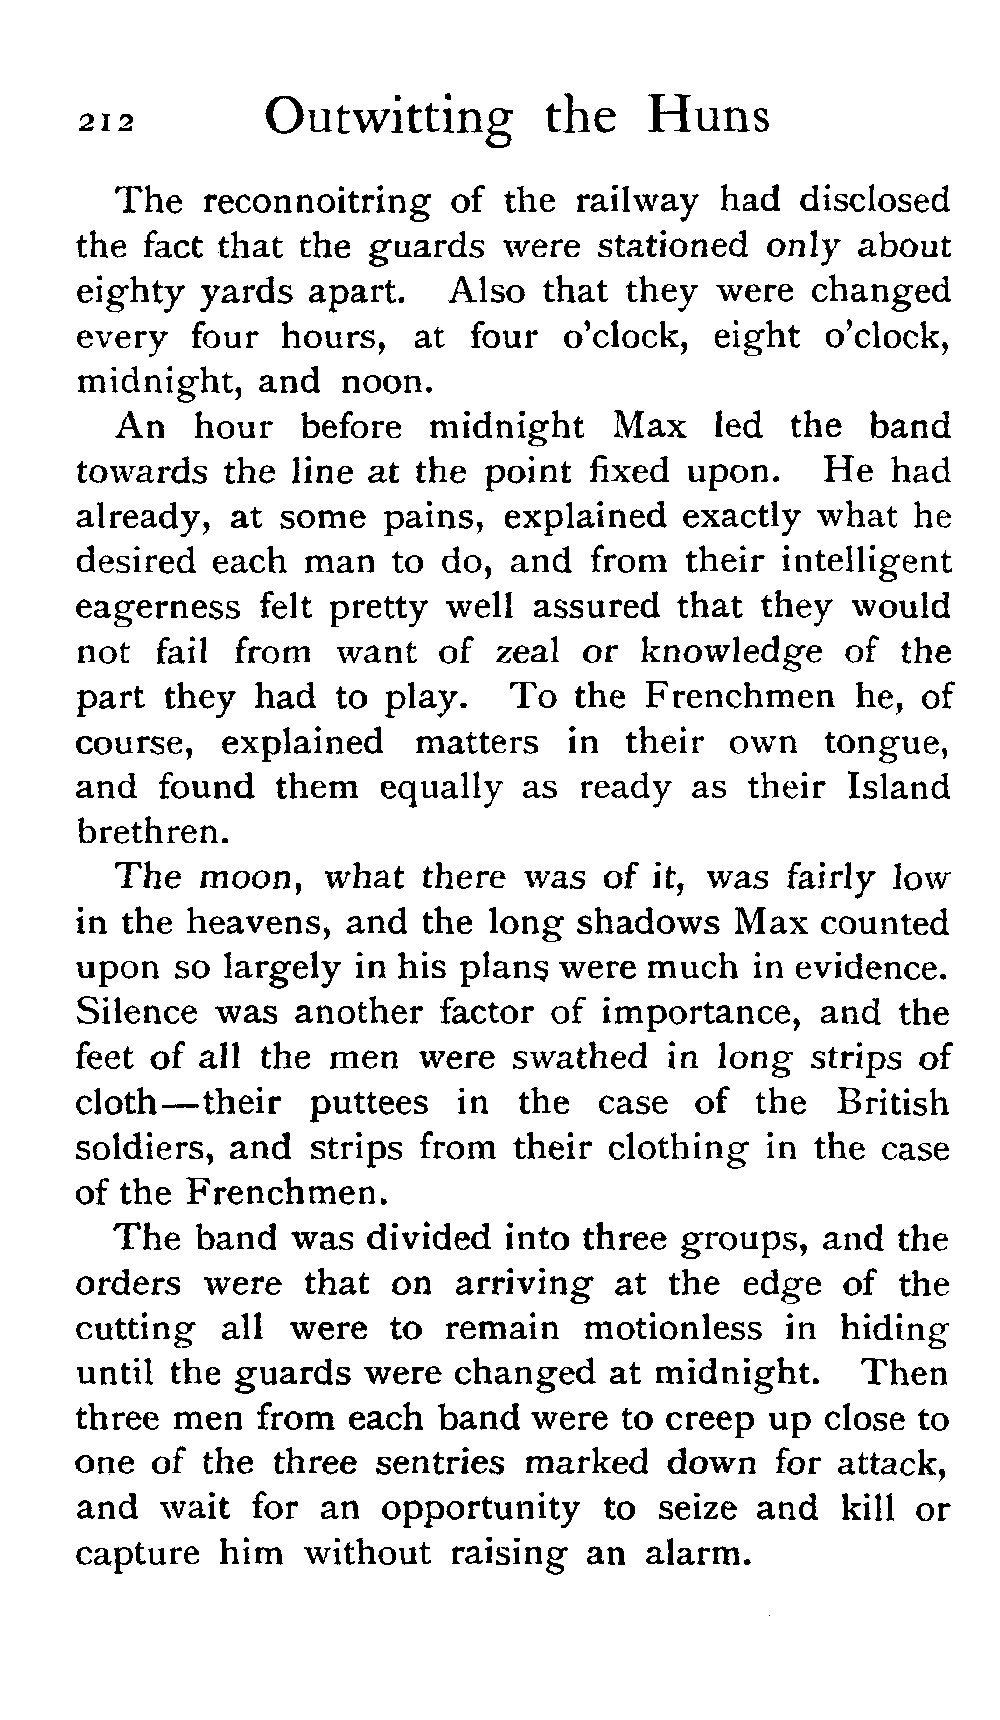 212 Outwitting the Huns
The reconnoitring of the railway had disclosed
the fact that the guards were stationed only about
eighty yards apart. Also that they were changed
every four hours, at four o'clock, eight o'clock,
midnight, and noon.
An hour before midnight Max led the band
towards the line at the point fixed upon. He had
already, at some pains, explained exactly what he
desired each man to do, and from their intelligent
eagerness felt pretty well assured that they would
not fail from want of zeal or knowledge of the
part they had to play. To the Frenchmen he, of
course, explained matters in their own tongue,
and found them equally as ready as their Island
brethren.
The moon, what there was of it, was fairly low
in the heavens, and the long shadows Max counted
upon so largely in his plans were much in evidence.
Silence was another factor of importance, and the
feet of all the men were swathed in long strips of
cloth—their puttees in the case of the British
soldiers, and strips from their clothing in the case
of the Frenchmen.
The band was divided into three groups, and the
orders were that on arriving at the edge of the
cutting all were to remain motionless in hiding
until the guards were changed at midnight. Then
three men from each band were to creep up close to
one of the three sentries marked down for attack,
and wait for an opportunity to seize and kill or
capture him without raising an alarm.